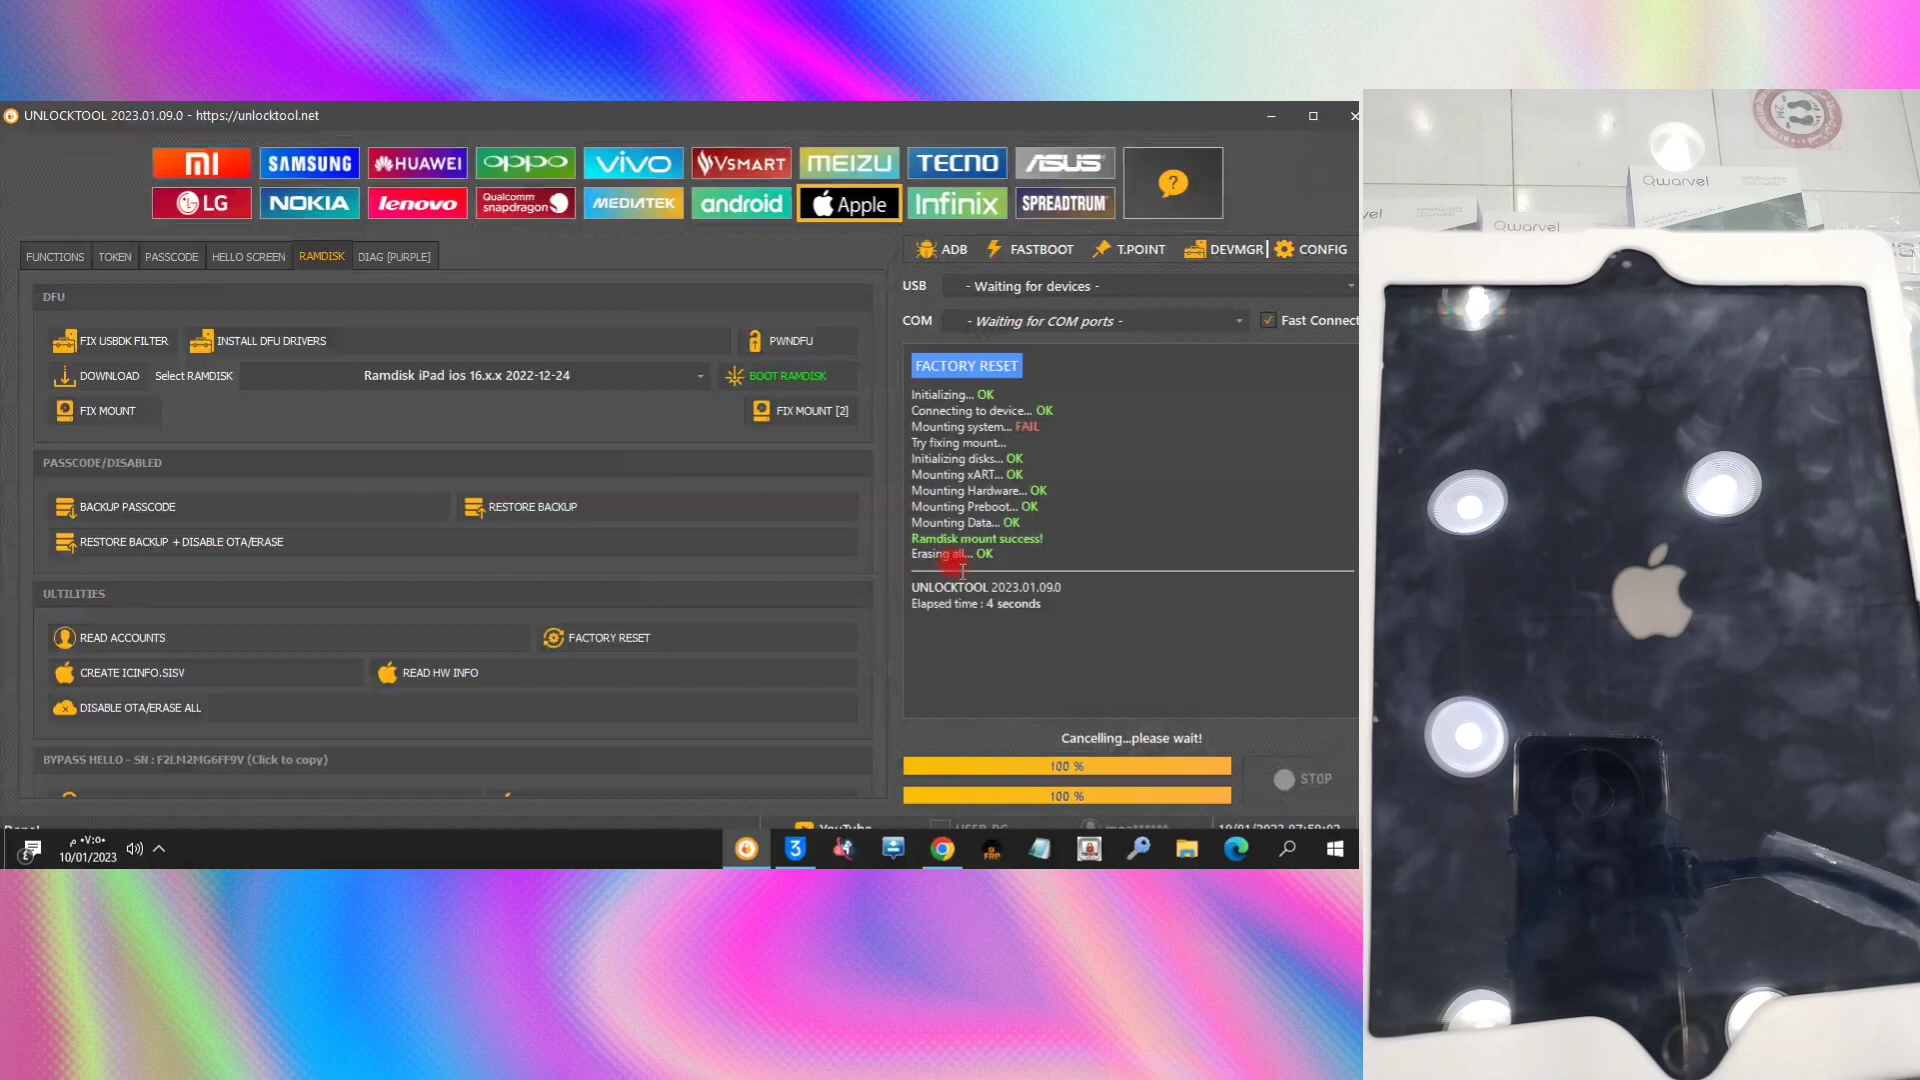 UNLOCKTOOL 2023.01.09.0 - https://unlocktool.net
MI SAMSUNG HUAWEI oppo vivo VSMART MEIZU TECNO ASUS
LG NOKIA lenovo Qualcomm snapdragon MEDIATEK android Apple Infinix SPREADTRUM
?
FUNCTIONS TOKEN PASSCODE HELLO SCREEN RAMDISK DIAG [PURPLE]
DFU
FIX USBDK FILTER INSTALL DFU DRIVERS PWNDFU
DOWNLOAD Select RAMDISK Ramdisk iPad ios 16.x.x 2022-12-24 BOOT RAMDISK
FIX MOUNT FIX MOUNT [2]
PASSCODE/DISABLED
BACKUP PASSCODE RESTORE BACKUP
RESTORE BACKUP + DISABLE OTA/ERASE
ULTILITIES
READ ACCOUNTS FACTORY RESET
CREATE ICINFO.SISV READ HW INFO
DISABLE OTA/ERASE ALL
BYPASS HELLO - SN : F2LM2MG6FF9V (Click to copy)
ADB FASTBOOT T.POINT DEVMGR CONFIG
USB - Waiting for devices -
COM - Waiting for COM ports - Fast Connect
FACTORY RESET
Initializing... OK
Connecting to device... OK
Mounting system... FAIL
Try fixing mount...
Initializing disks... OK
Mounting xART... OK
Mounting Hardware... OK
Mounting Preboot... OK
Mounting Data... OK
Ramdisk mount success!
Erasing all... OK
UNLOCKTOOL 2023.01.09.0
Elapsed time : 4 seconds
Cancelling...please wait!
100 %
100 %
STOP
YouTube
٠٧:٥٠ م
10/01/2023
3
FRP
Qwarvel
Qwarvel
2M